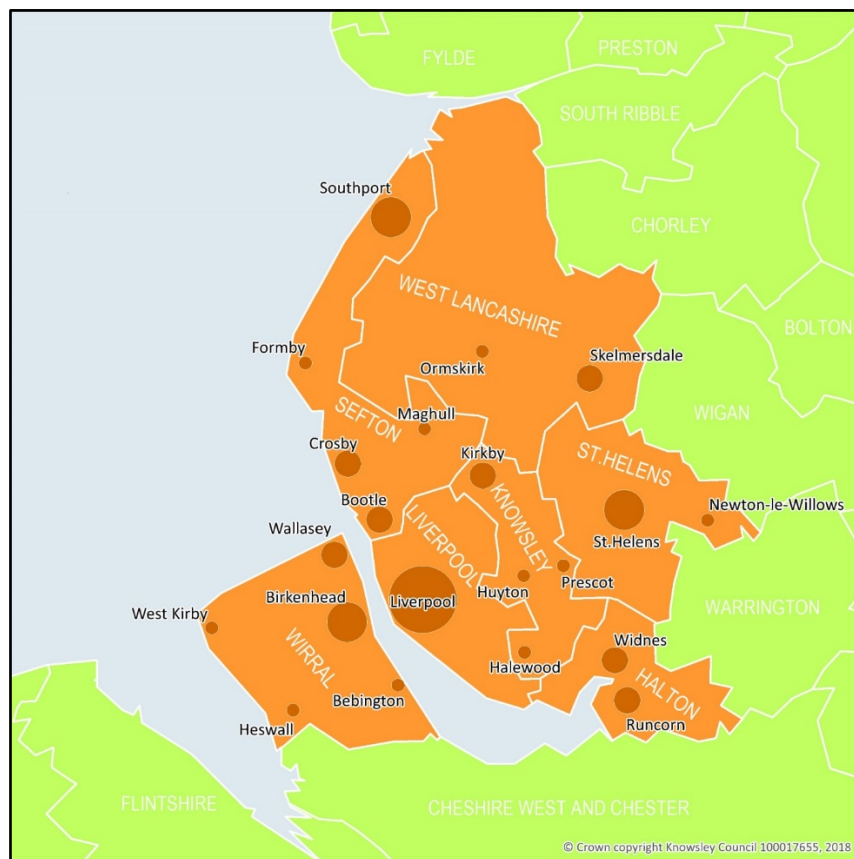 FYLDE
PRESTON
SOUTH RIBBLE
CHORLEY
Southport
WEST LANCASHIRE
BOLTON
Formby
Ormskirk
Skelmersdale
WIGAN
SEFTON
Maghull
Crosby
Kirkby
ST.HELENS
KNOWSLEY
Bootle
Newton-le-Willows
Wallasey
LIVERPOOL
St.Helens
Huyton
Prescot
Birkenhead
Liverpool
West Kirby
WARRINGTON
WIRRAL
Halewood
Widnes
HALTON
Bebington
Heswall
Runcorn
FLINTSHIRE
CHESHIRE WEST AND CHESTER
© Crown copyright Knowsley Council 100017655, 2018